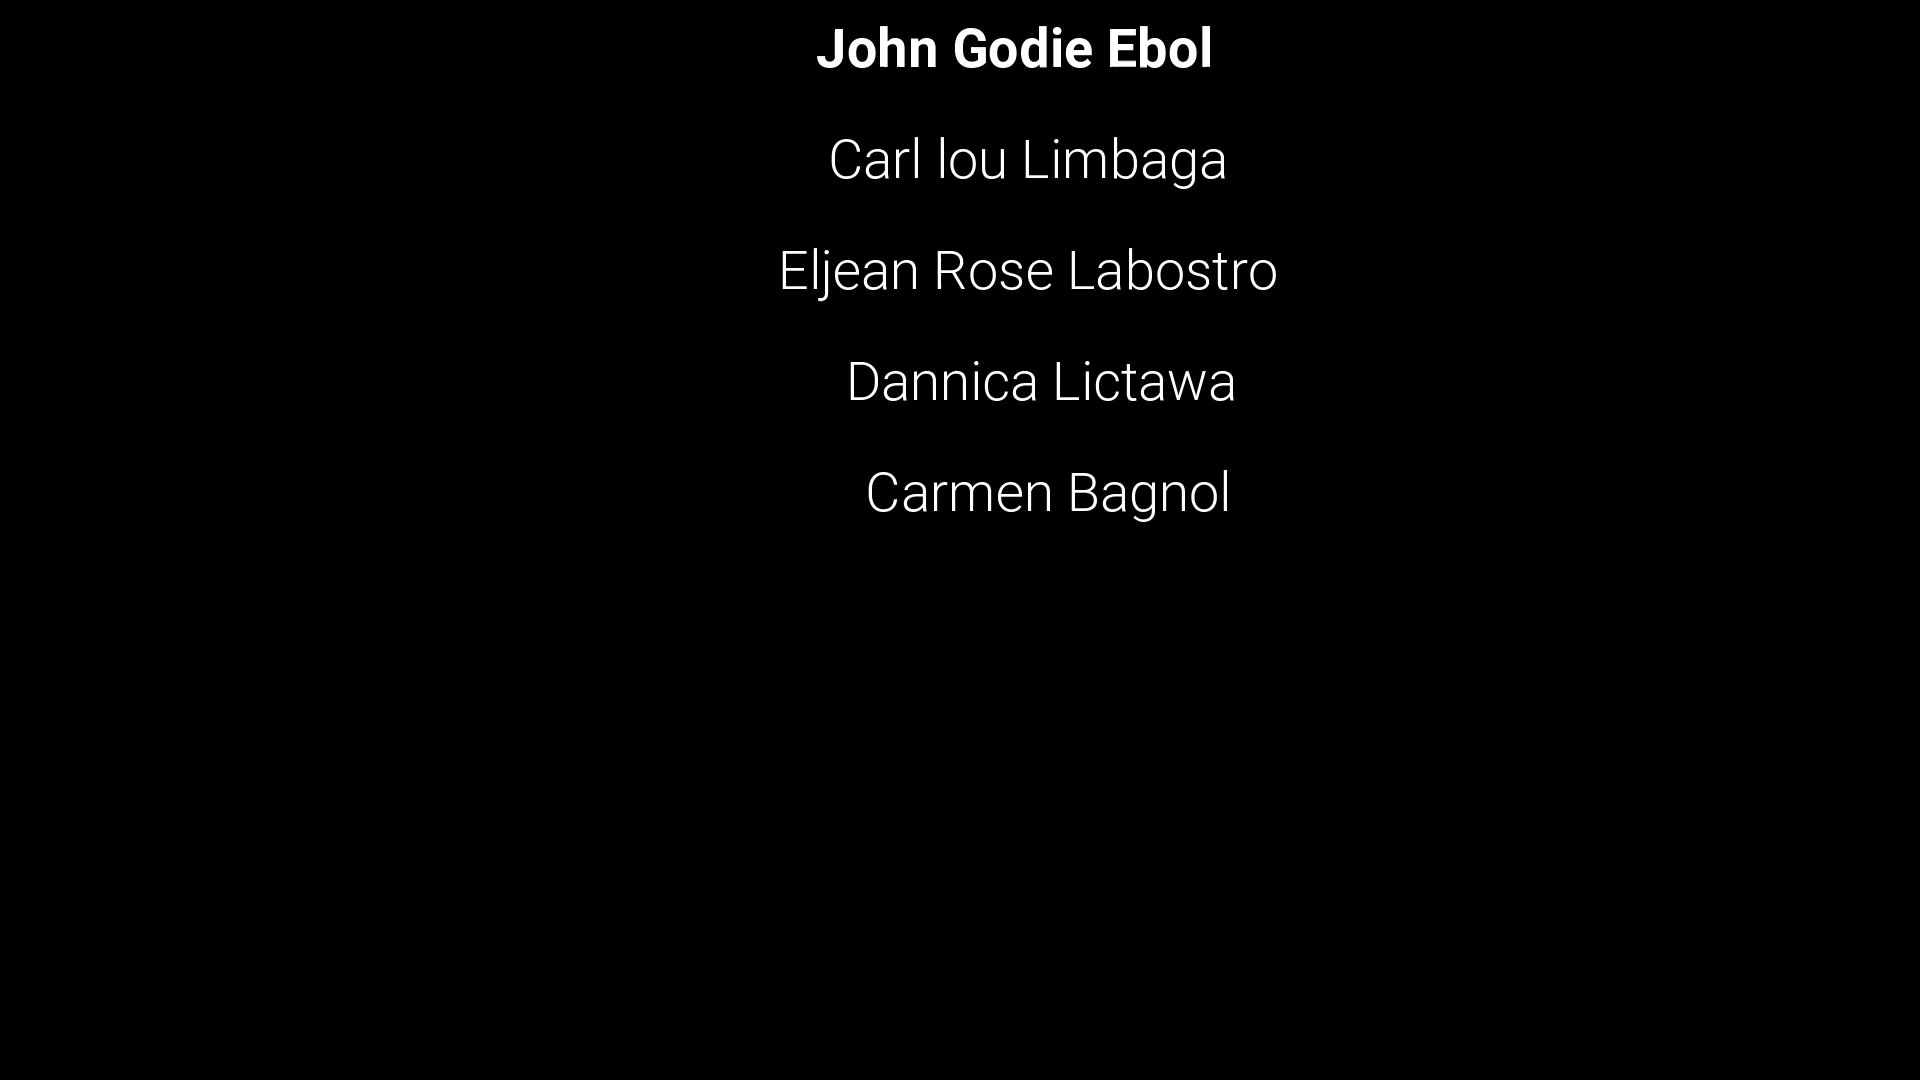 John Godie Ebol
Carl lou Limbaga
Eljean Rose Labostro
Dannica Lictawa
Carmen Bagnol